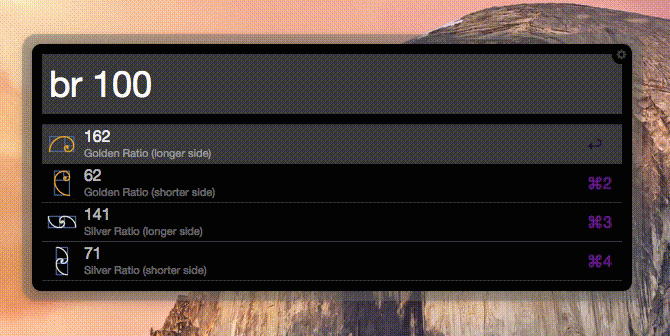 br 100
162
Golden Ratio (longer side)
62
Golden Ratio (shorter side)
⌘2
141
Silver Ratio (longer side)
⌘3
71
Silver Ratio (shorter side)
⌘4